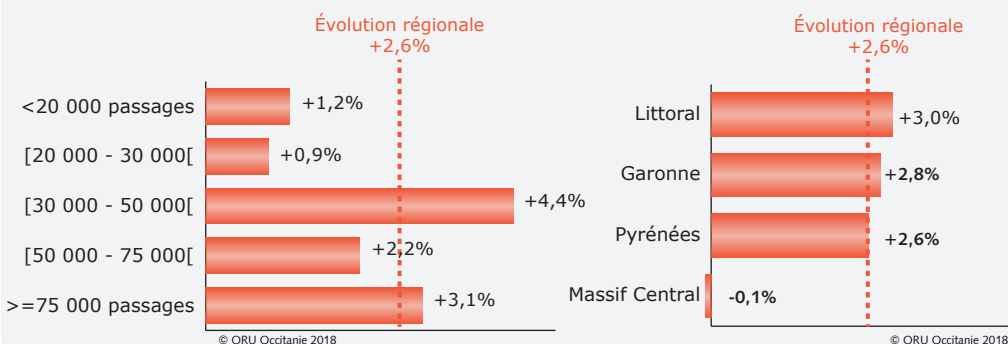 Évolution régionale
+2,6%
<20 000 passages
+1,2%
[20 000 - 30 000[
+0,9%
[30 000 - 50 000[
+4,4%
[50 000 - 75 000[
+2,2%
>=75 000 passages
+3,1%
© ORU Occitanie 2018
Évolution régionale
+2,6%
Littoral
+3,0%
Garonne
+2,8%
Pyrénées
+2,6%
Massif Central
-0,1%
© ORU Occitanie 2018